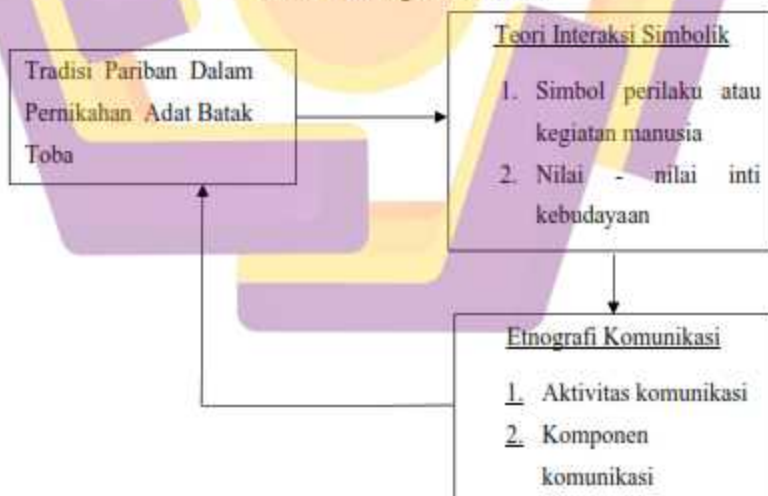 Tradisi Pariban Dalam
Pernikahan Adat Batak
Toba
Teori Interaksi Simbolik
1. Simbol perilaku atau
kegiatan manusia
2. Nilai - nilai inti
kebudayaan
Etnografi Komunikasi
1. Aktivitas komunikasi
2. Komponen
komunikasi